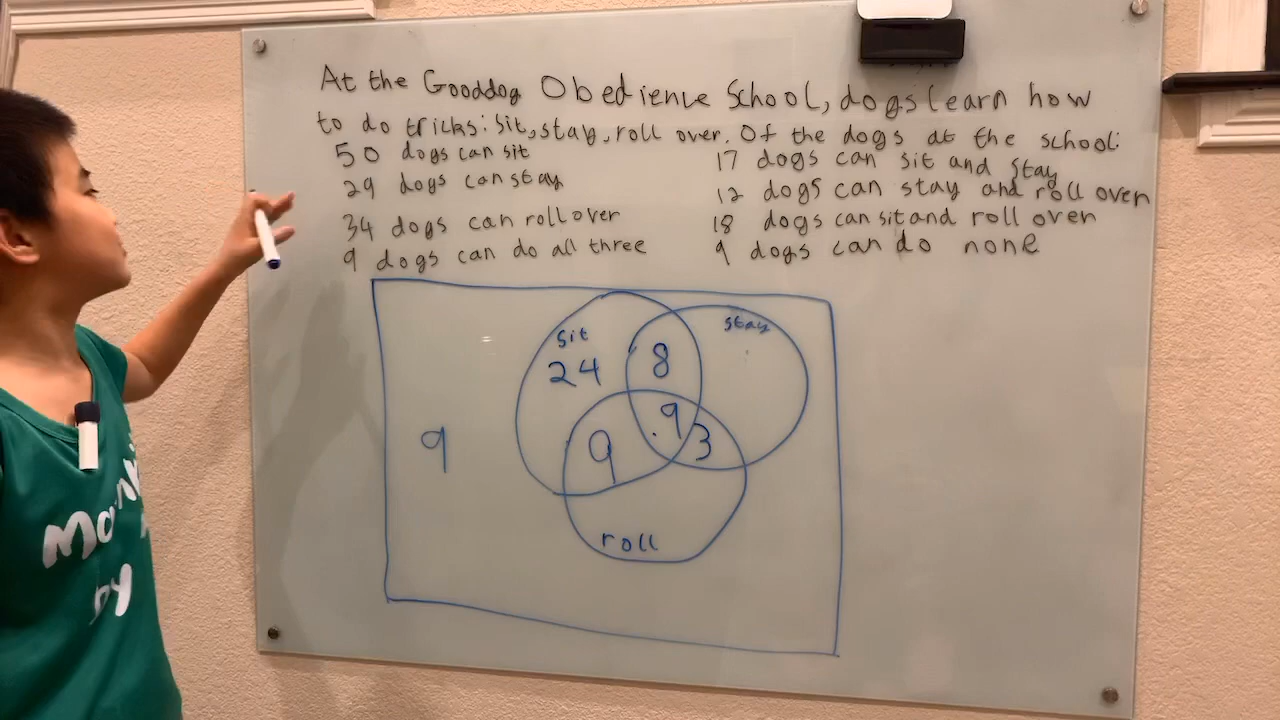 At the Gooddog Obedience School, dogs learn how
to do tricks: sit, stay, roll over. Of the dogs at the school:
50 dogs can sit
29 dogs can stay
34 dogs can roll over
9 dogs can do all three
17 dogs can sit and stay
12 dogs can stay and roll over
18 dogs can sit and roll over
9 dogs can do none
sit
stay
24
8
9
3
9
9
roll
by